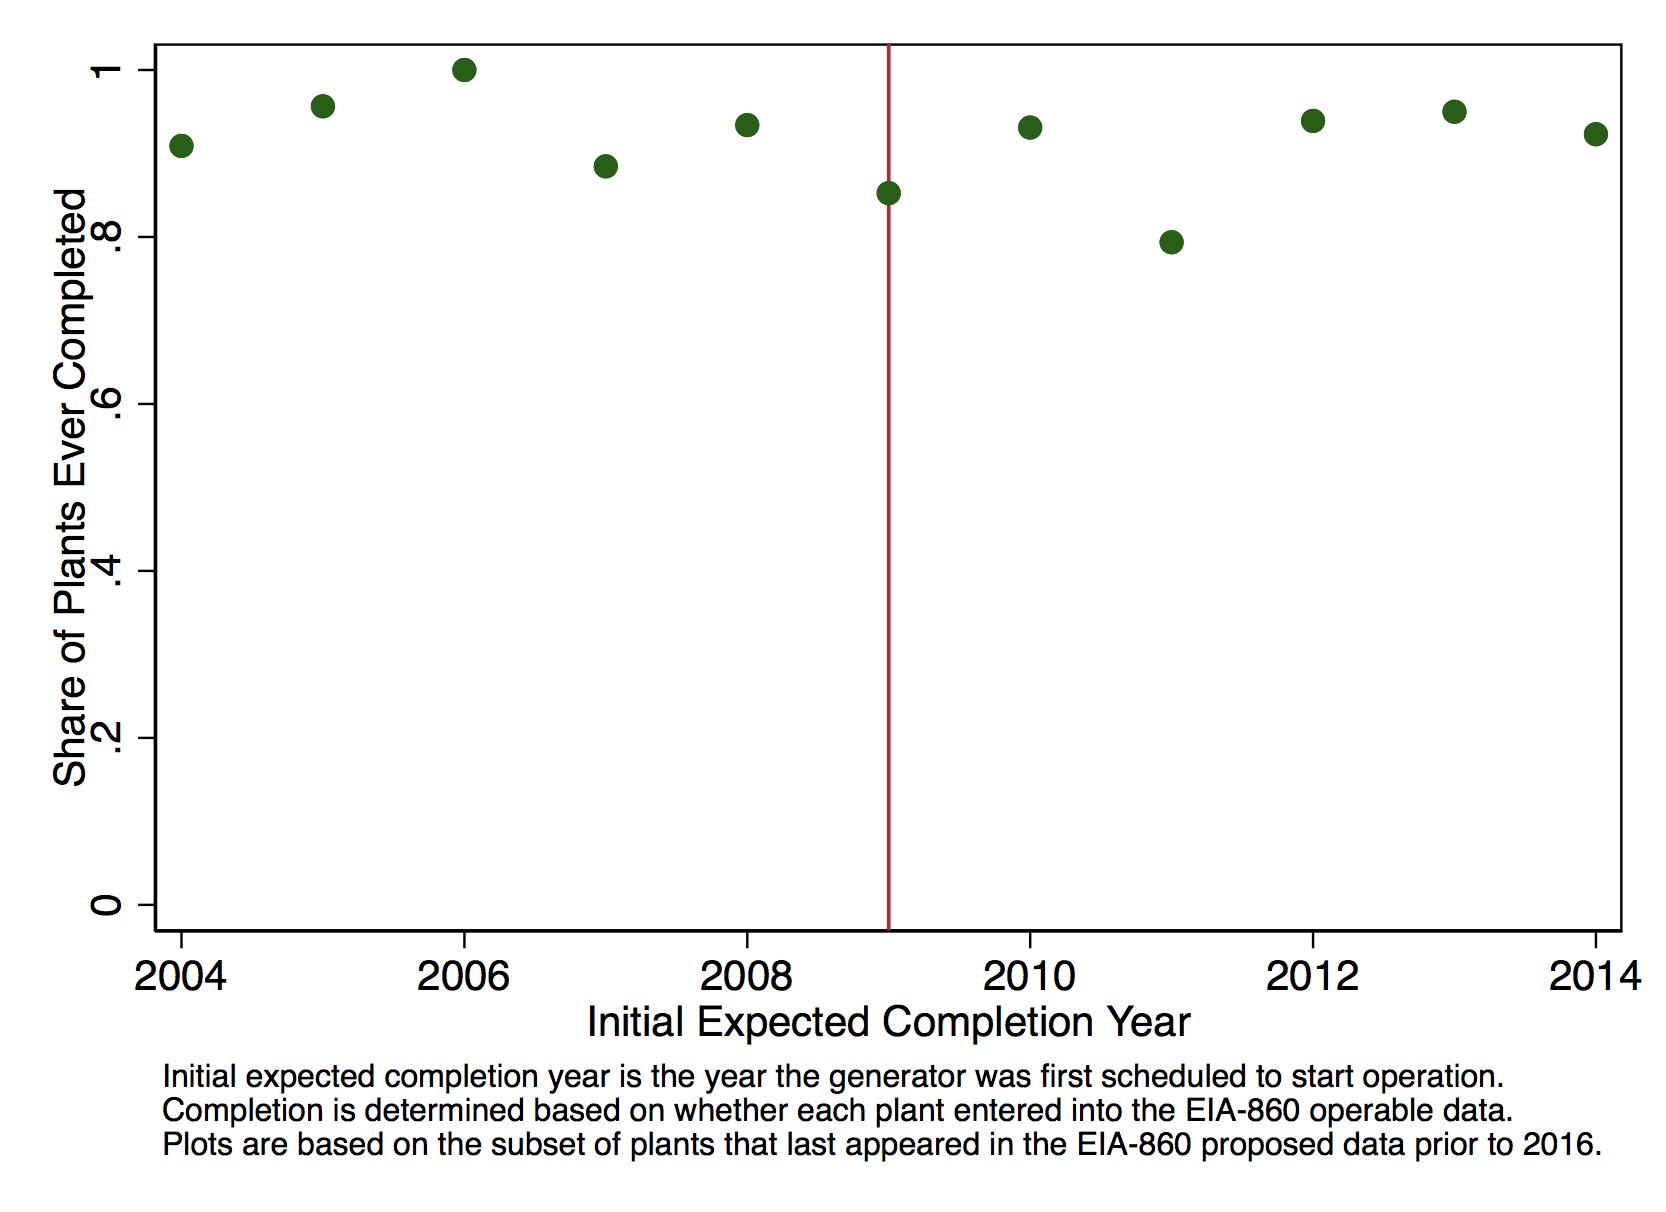 1
.8
.6
.4
.2
0
Share of Plants Ever Completed
2004 2006 2008 2010 2012 2014
Initial Expected Completion Year
Initial expected completion year is the year the generator was first scheduled to start operation.
Completion is determined based on whether each plant entered into the EIA-860 operable data.
Plots are based on the subset of plants that last appeared in the EIA-860 proposed data prior to 2016.